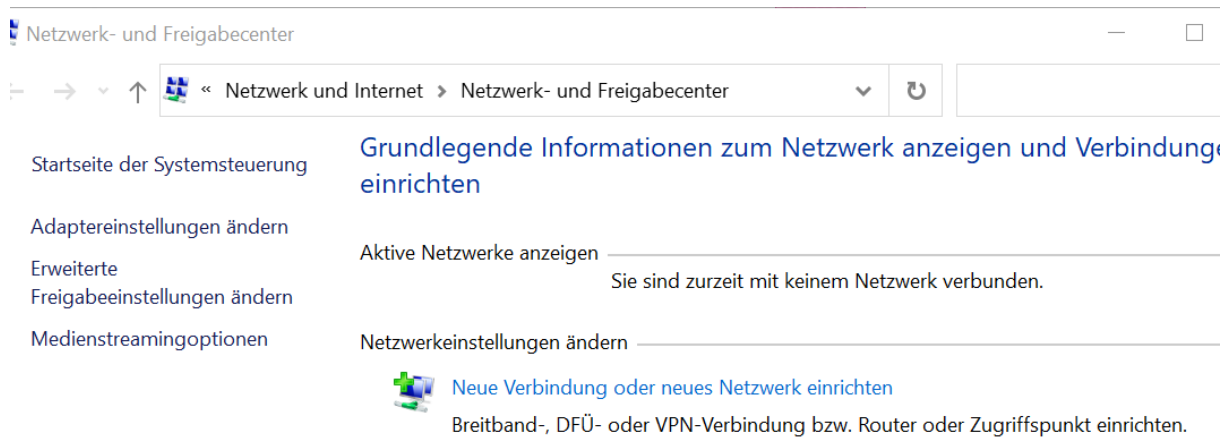 Netzwerk- und Freigabecenter
« Netzwerk und Internet > Netzwerk- und Freigabecenter
Startseite der Systemsteuerung
Adaptereinstellungen ändern
Erweiterte
Freigabeeinstellungen ändern
Medienstreamingoptionen
Grundlegende Informationen zum Netzwerk anzeigen und Verbindunge
einrichten
Aktive Netzwerke anzeigen
Sie sind zurzeit mit keinem Netzwerk verbunden.
Netzwerkeinstellungen ändern
Neue Verbindung oder neues Netzwerk einrichten
Breitband-, DFÜ- oder VPN-Verbindung bzw. Router oder Zugriffspunkt einrichten.